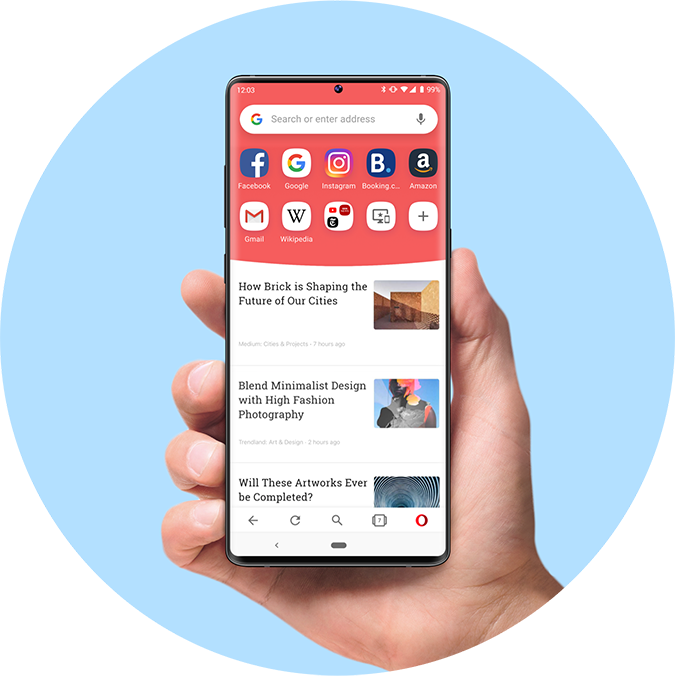 12:03 99%
Search or enter address
Facebook Google Instagram Booking.c... Amazon
Gmail Wikipedia
How Brick is Shaping the
Future of Our Cities
Medium: Cities & Projects - 7 hours ago
Blend Minimalist Design
with High Fashion
Photography
Trendland: Art & Design - 2 hours ago
Will These Artworks Ever
be Completed?
7